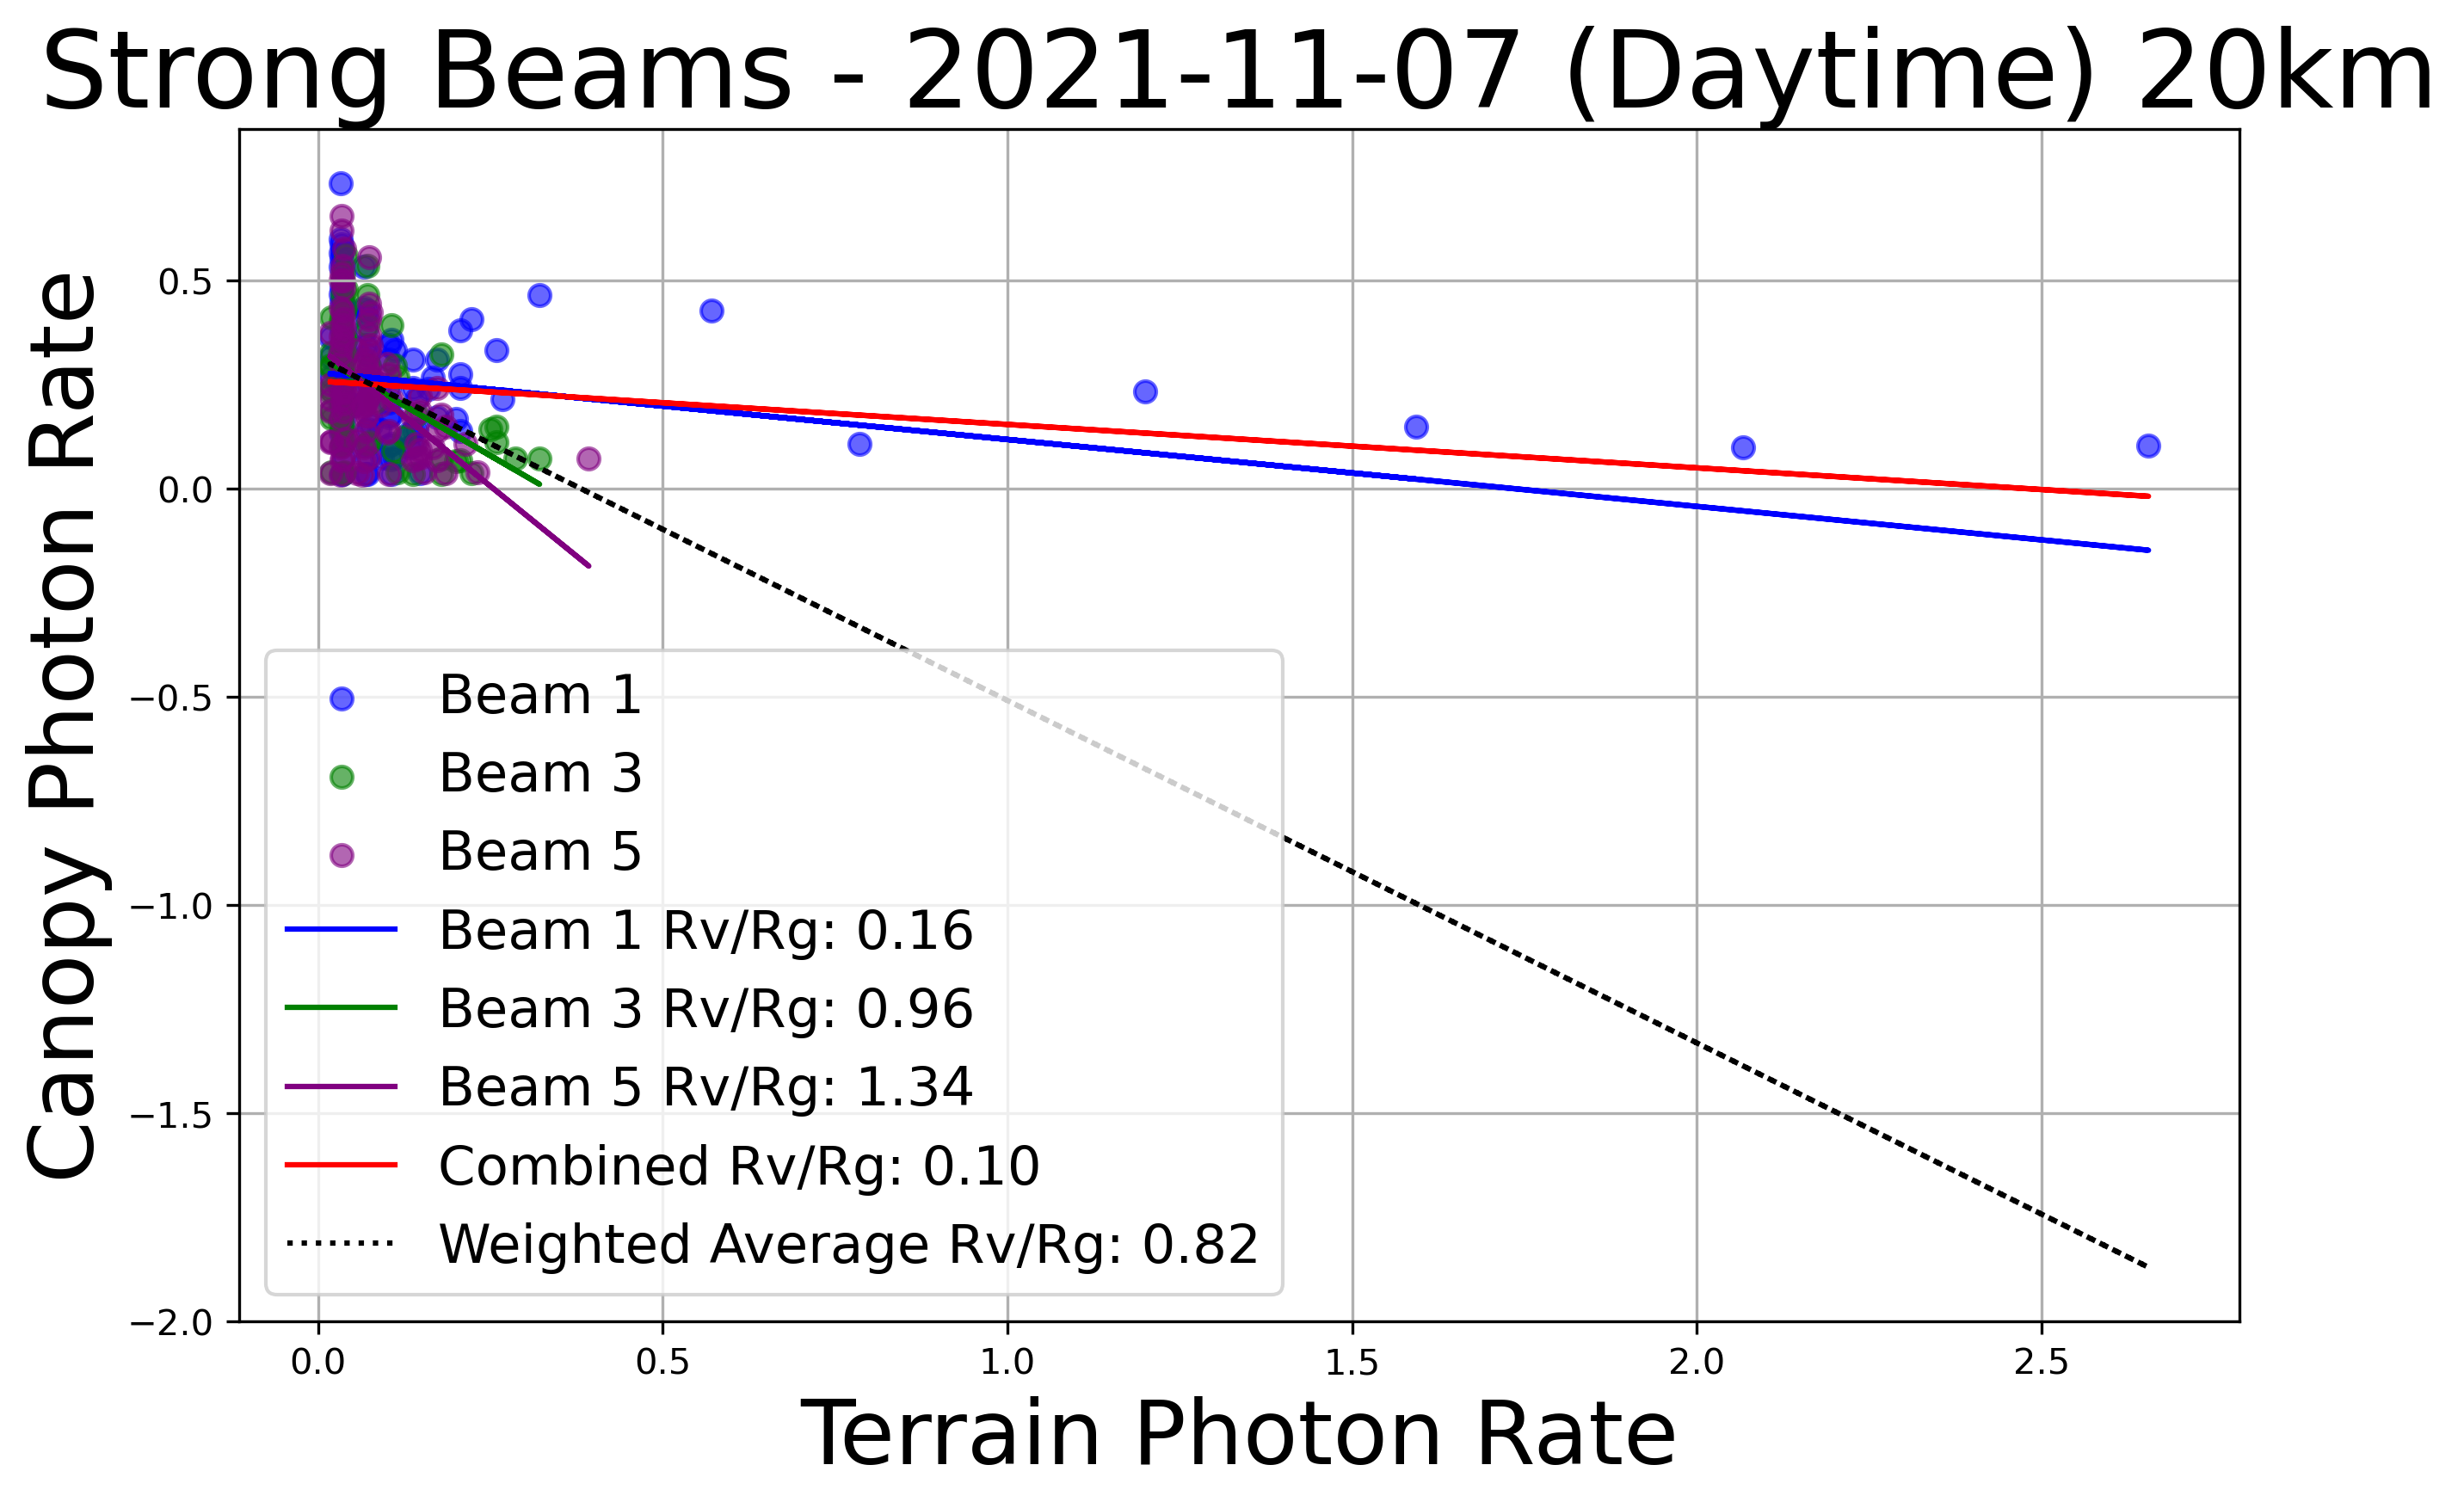 Strong Beams - 2021-11-07 (Daytime) 20km
Canopy Photon Rate
0.5
0.0
−0.5
−1.0
−1.5
−2.0
Beam 1
Beam 3
Beam 5
Beam 1 Rv/Rg: 0.16
Beam 3 Rv/Rg: 0.96
Beam 5 Rv/Rg: 1.34
Combined Rv/Rg: 0.10
Weighted Average Rv/Rg: 0.82
0.0 0.5 1.0 1.5 2.0 2.5
Terrain Photon Rate